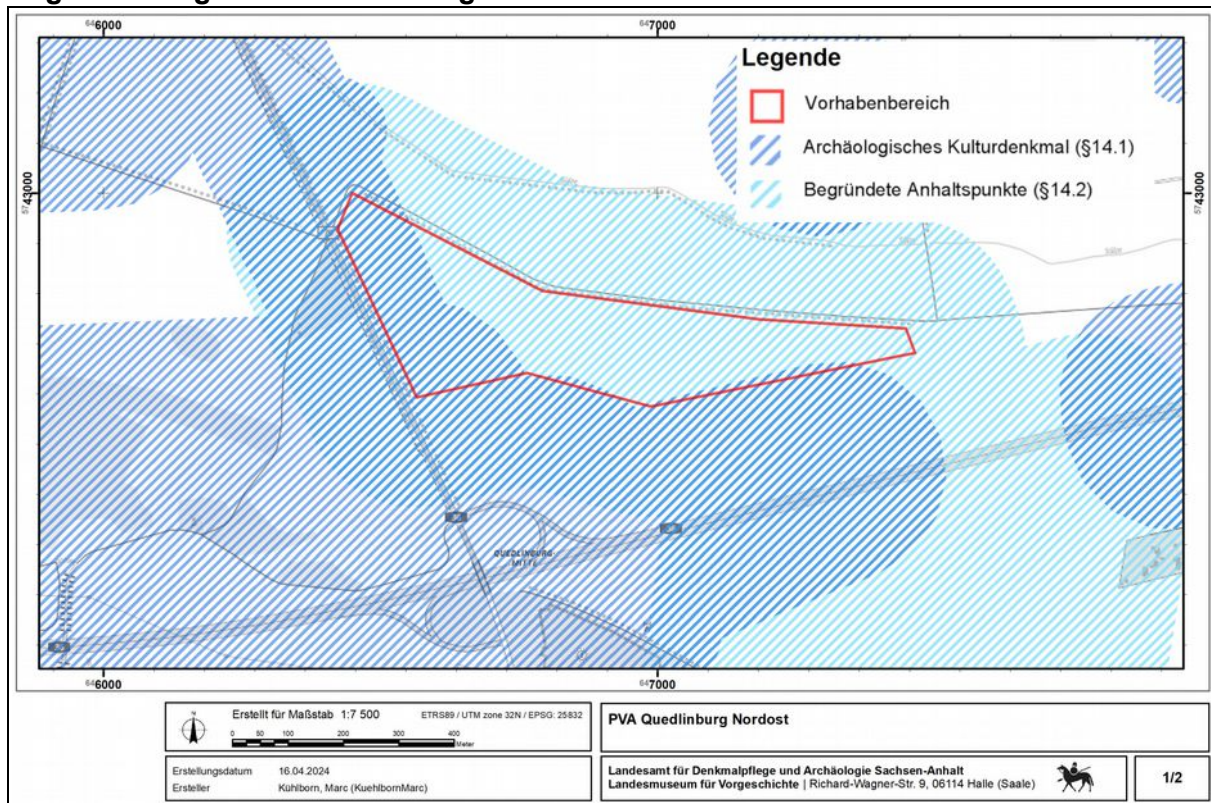 ⁶⁴6000
⁶⁴7000
Legende
Vorhabenbereich
Archäologisches Kulturdenkmal (§14.1)
Begründete Anhaltspunkte (§14.2)
⁵⁷43000
⁵⁷43000
QUEDLINBURG-
MITTE
⁶⁴6000
⁶⁴7000
N
Erstellt für Maßstab 1:7 500
ETRS89 / UTM zone 32N / EPSG: 25832
0 50 100 200 300 400
Meter
PVA Quedlinburg Nordost
Erstellungsdatum 16.04.2024
Ersteller Kühlborn, Marc (KuehlbornMarc)
Landesamt für Denkmalpflege und Archäologie Sachsen-Anhalt
Landesmuseum für Vorgeschichte | Richard-Wagner-Str. 9, 06114 Halle (Saale)
1/2